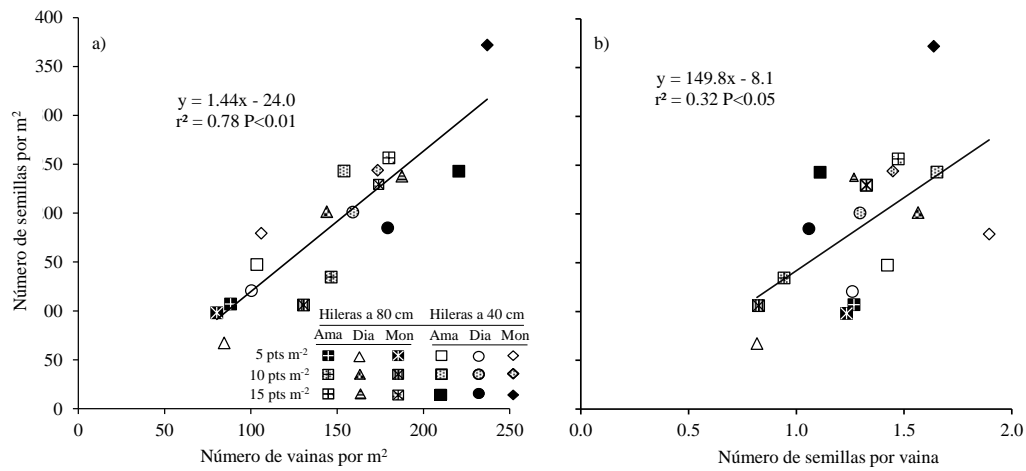 a)
y = 1.44x - 24.0
r² = 0.78 P<0.01
Número de semillas por m²
400
350
00
50
00
50
00
50
0
50
100
150
200
250
Número de vainas por m²
Hileras a 80 cm Hileras a 40 cm
Ama Dia Mon Ama Dia Mon
5 pts m⁻²
10 pts m⁻²
15 pts m⁻²
b)
y = 149.8x - 8.1
r² = 0.32 P<0.05
0.0
0.5
1.0
1.5
2.0
Número de semillas por vaina